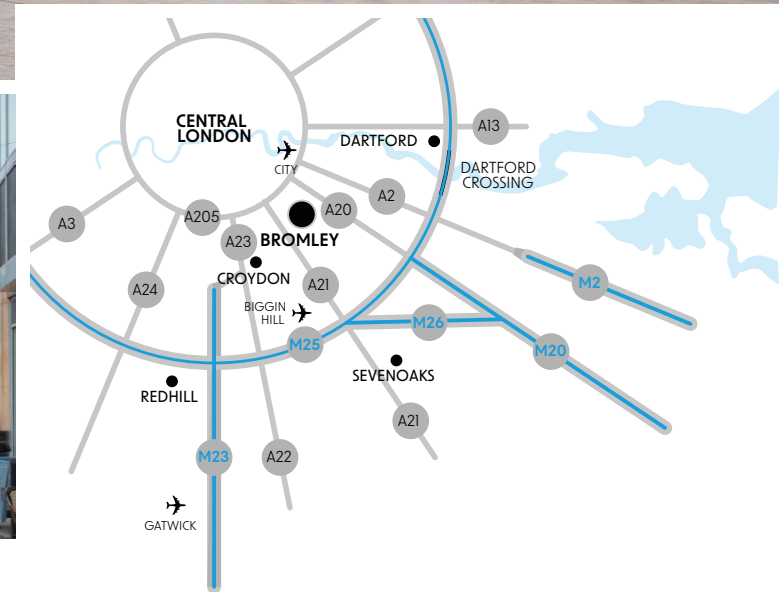 CENTRAL
LONDON
CITY
DARTFORD
A13
DARTFORD
CROSSING
A2
A20
A3
A205
A23
BROMLEY
CROYDON
A24
A21
BIGGIN
HILL
M2
M26
M25
M20
SEVENOAKS
REDHILL
A21
M23
A22
GATWICK